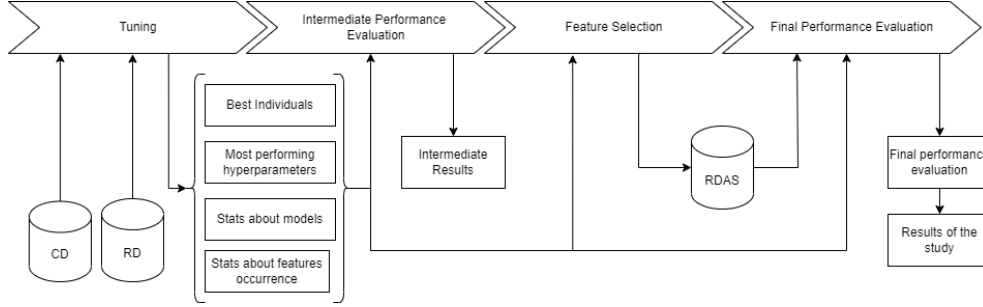 Tuning
Intermediate Performance
Evaluation
Feature Selection
Final Performance Evaluation
Best Individuals
Most performing
hyperparameters
Stats about models
Stats about features
occurrence
CD
RD
Intermediate
Results
RDAS
Final performance
evaluation
Results of the
study